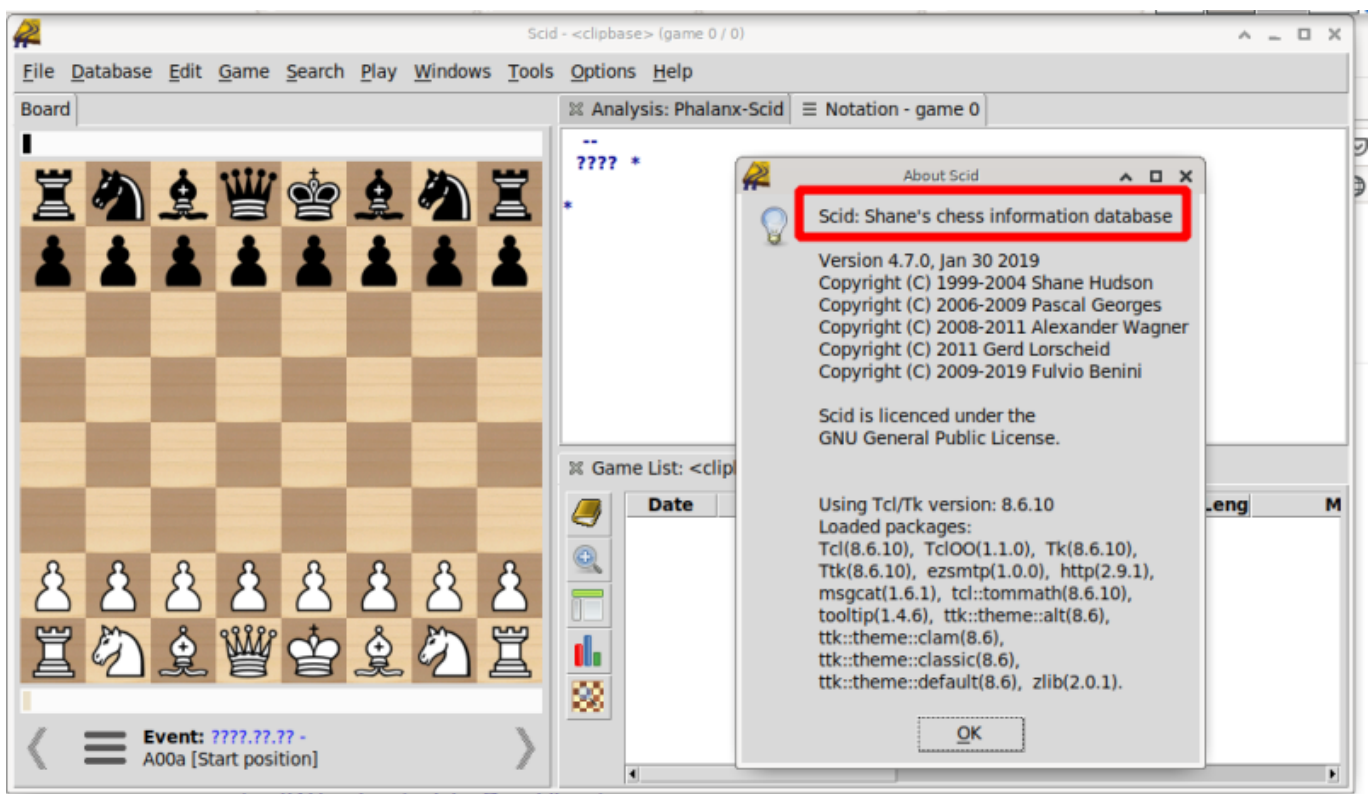 Scid - <clipbase> (game 0 / 0)
File Database Edit Game Search Play Windows Tools Options Help
Board
Analysis: Phalanx-Scid
Notation - game 0
--
???? *
*
About Scid
Scid: Shane's chess information database
Version 4.7.0, Jan 30 2019
Copyright (C) 1999-2004 Shane Hudson
Copyright (C) 2006-2009 Pascal Georges
Copyright (C) 2008-2011 Alexander Wagner
Copyright (C) 2011 Gerd Lorscheid
Copyright (C) 2009-2019 Fulvio Benini
Scid is licenced under the
GNU General Public License.
Using Tcl/Tk version: 8.6.10
Loaded packages:
Tcl(8.6.10), TclOO(1.1.0), Tk(8.6.10),
Ttk(8.6.10), ezsmtp(1.0.0), http(2.9.1),
msgcat(1.6.1), tcl::tommath(8.6.10),
tooltip(1.4.6), ttk::theme::alt(8.6),
ttk::theme::clam(8.6),
ttk::theme::classic(8.6),
ttk::theme::default(8.6), zlib(2.0.1).
OK
Game List:
Date
M
Event: ????.??.?? -
A00a [Start position]